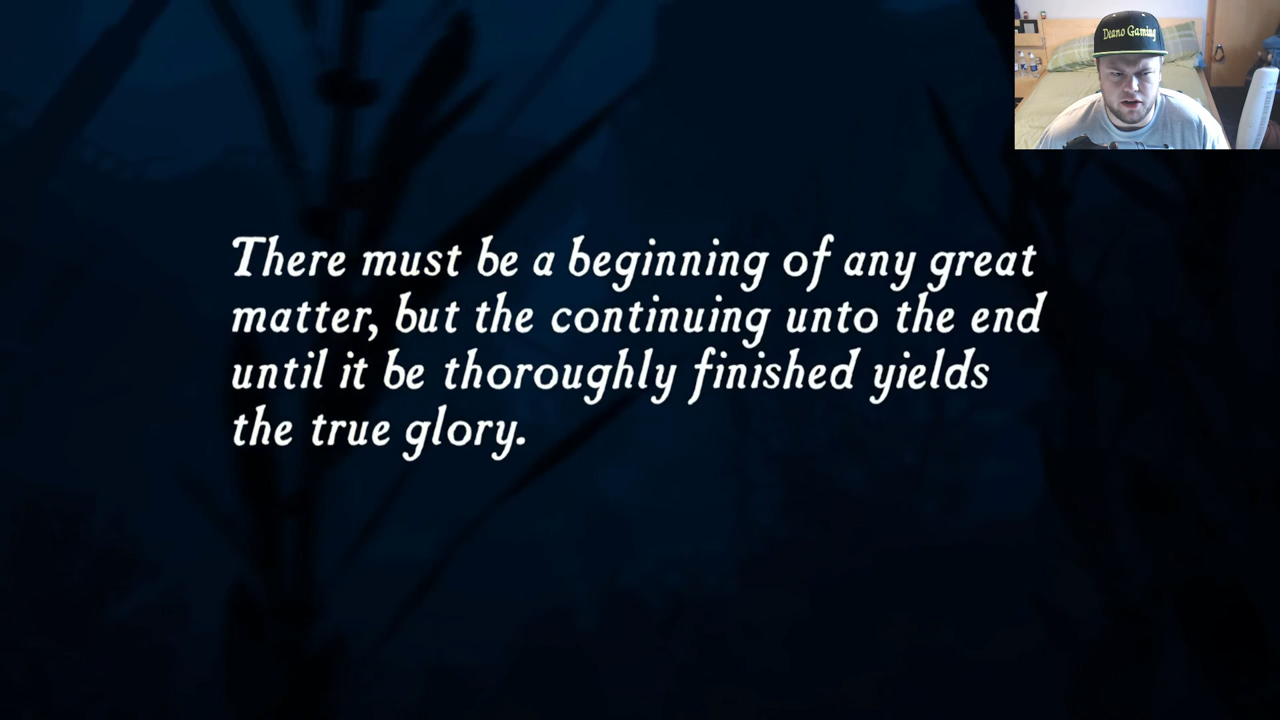 Deano Gaming
There must be a beginning of any great
matter, but the continuing unto the end
until it be thoroughly finished yields
the true glory.